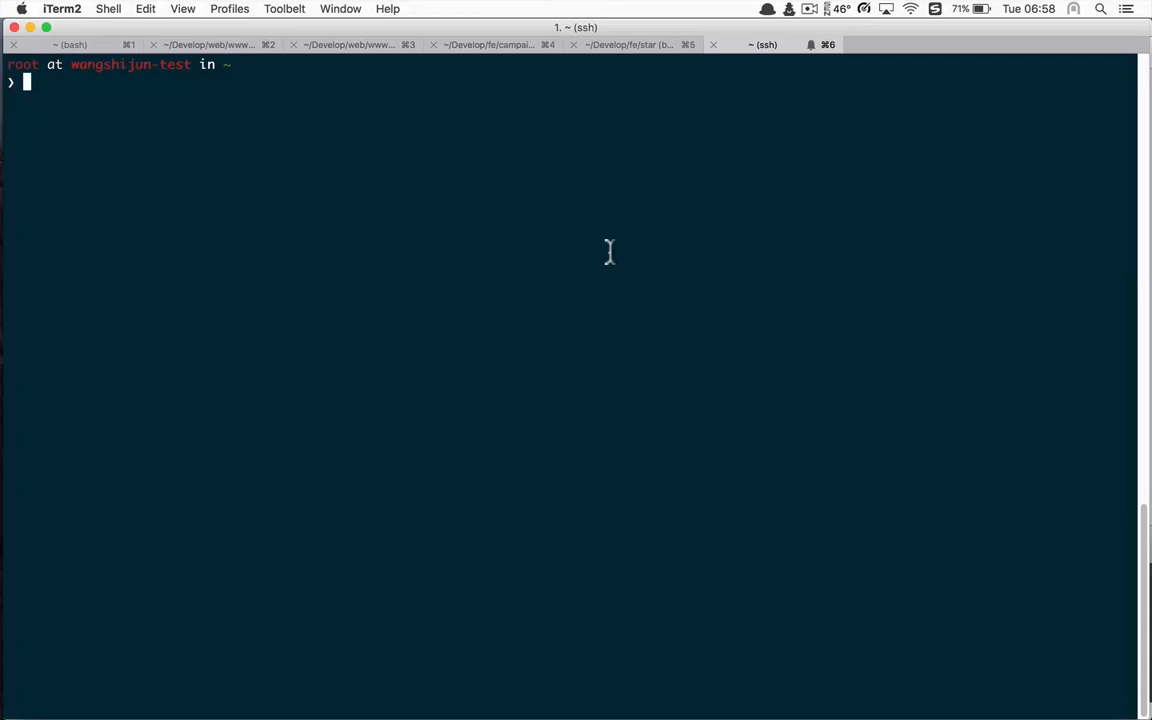 iTerm2 Shell Edit View Profiles Toolbelt Window Help 46° 71% Tue 06:58
1. ~ (ssh)
~ (bash) ⌘1 ~/Develop/web/www... ⌘2 ~/Develop/web/www... ⌘3 ~/Develop/fe/campai... ⌘4 ~/Develop/fe/star (b... ⌘5 ~ (ssh) ⌘6
root at wangshijun-test in ~
❯